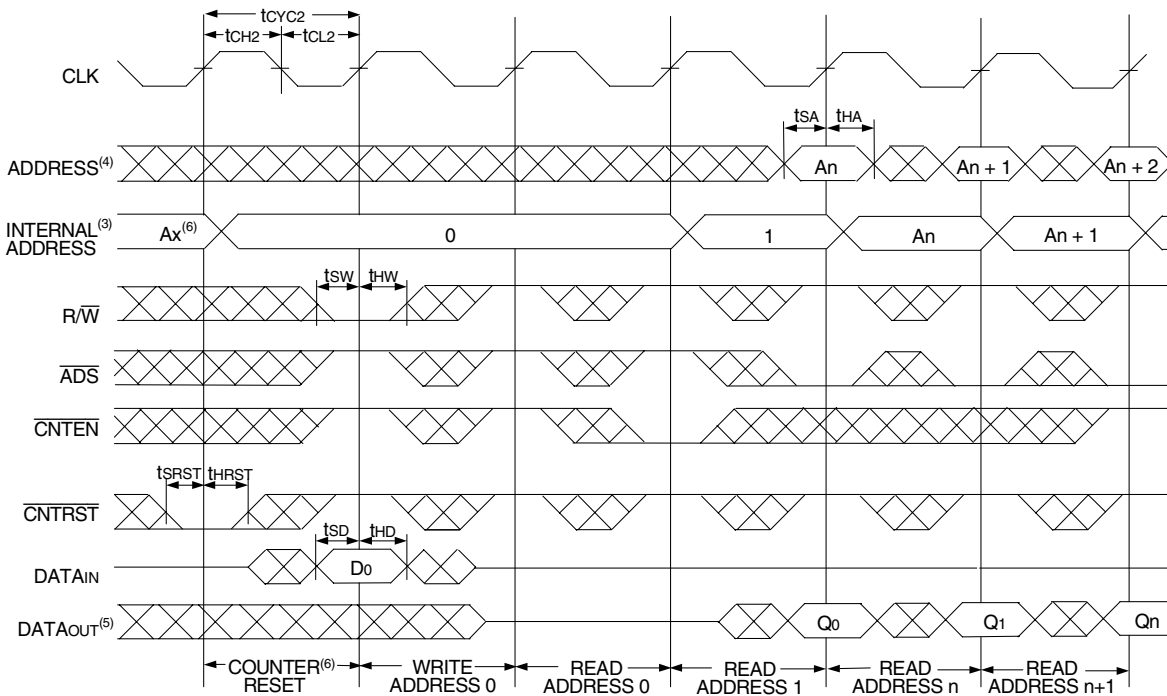 tCYC2
tCH2 tCL2
CLK
tSA tHA
ADDRESS(4) An An + 1 An + 2
INTERNAL(3) ADDRESS Ax(6) 0 1 An An + 1
tSW tHW
R/W
ADS
CNTEN
tSRST tHRST
CNTRST
tSD tHD
DATAIN D0
DATAOUT(5) Q0 Q1 Qn
COUNTER(6) WRITE READ READ READ READ
RESET ADDRESS 0 ADDRESS 0 ADDRESS 1 ADDRESS n ADDRESS n+1